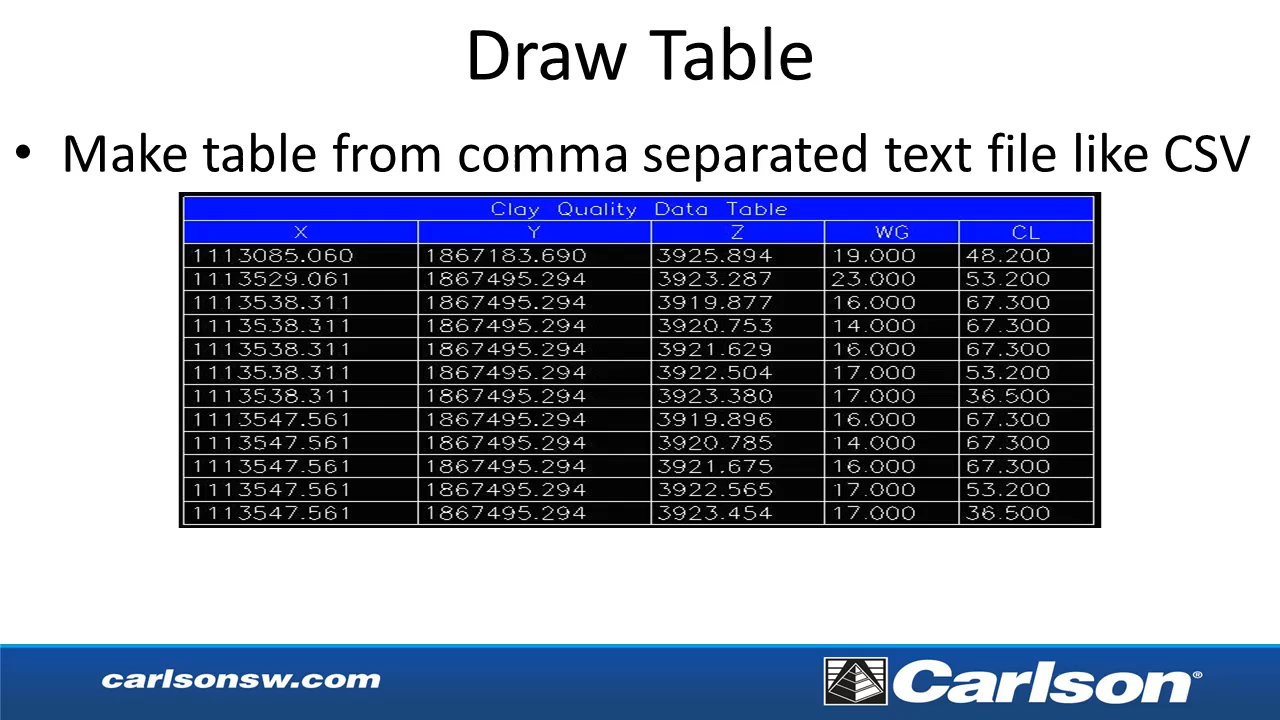 Draw Table
• Make table from comma separated text file like CSV
Clay Quality Data Table
X Y Z WG CL
1113085.060 1867183.690 3925.894 19.000 48.200
1113529.061 1867495.294 3923.287 23.000 53.200
1113538.311 1867495.294 3919.877 16.000 67.300
1113538.311 1867495.294 3920.753 14.000 67.300
1113538.311 1867495.294 3921.629 16.000 67.300
1113538.311 1867495.294 3922.504 17.000 53.200
1113538.311 1867495.294 3923.380 17.000 36.500
1113547.561 1867495.294 3919.896 16.000 67.300
1113547.561 1867495.294 3920.785 14.000 67.300
1113547.561 1867495.294 3921.675 16.000 67.300
1113547.561 1867495.294 3922.565 17.000 53.200
1113547.561 1867495.294 3923.454 17.000 36.500
carlsonsw.com
Carlson®